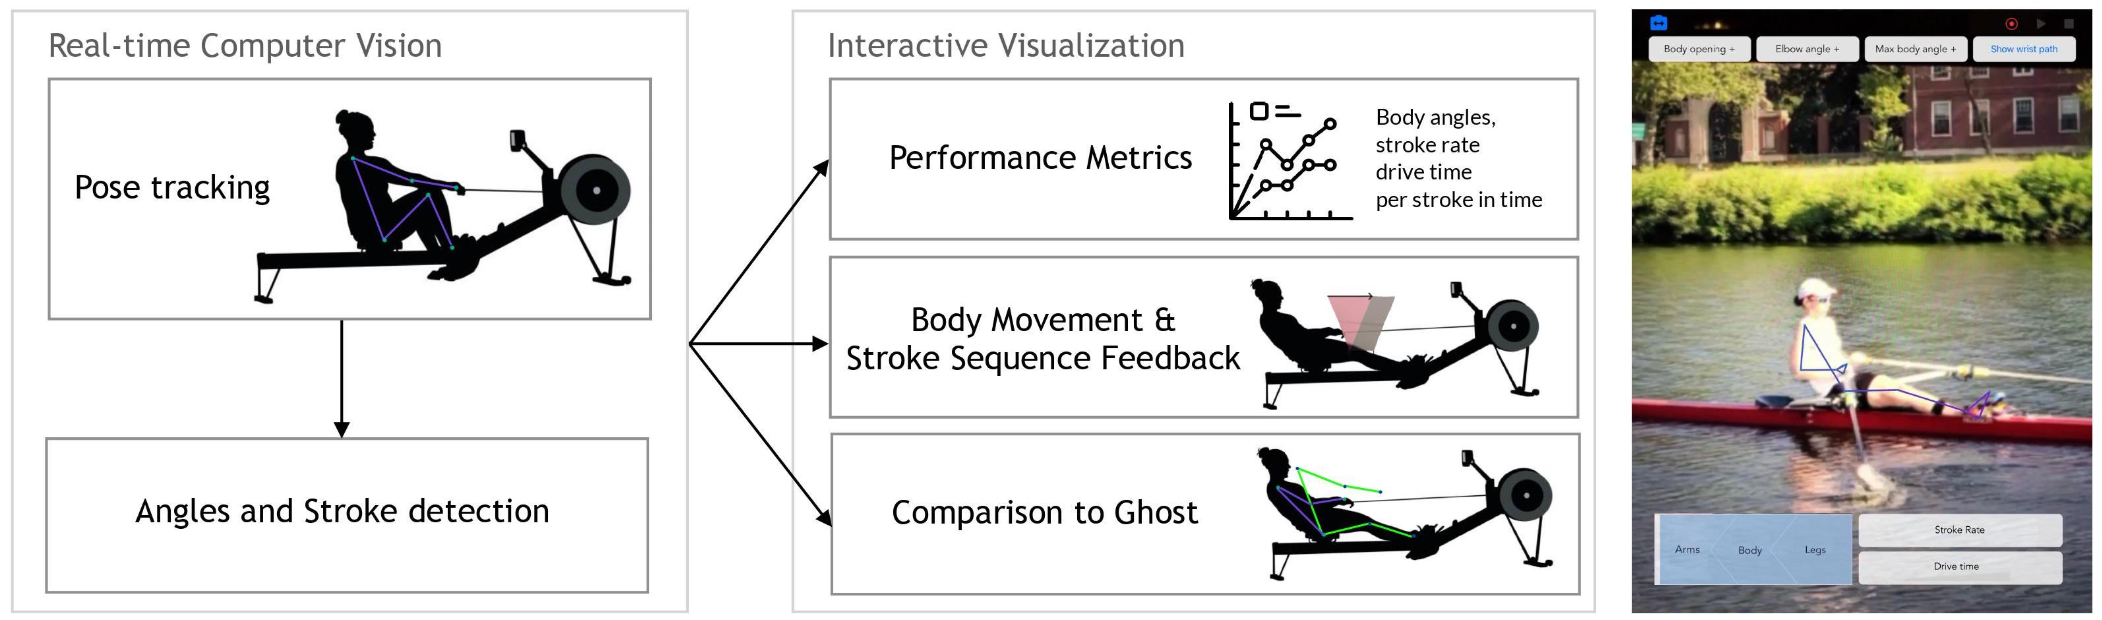 Real-time Computer Vision
Pose tracking
Angles and Stroke detection
Interactive Visualization
Performance Metrics
Body angles,
stroke rate
drive time
per stroke in time
Body Movement &
Stroke Sequence Feedback
Comparison to Ghost
Body opening +
Elbow angle +
Max body angle +
Show wrist path
Arms
Body
Legs
Stroke Rate
Drive time